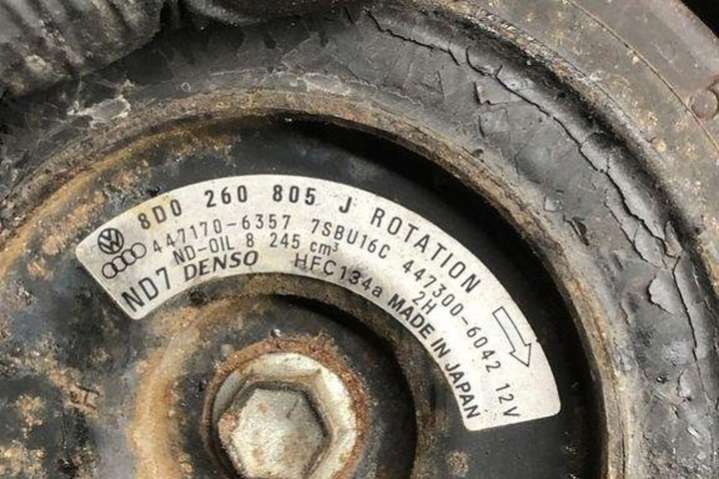 8D0 260 805 J ROTATION
447170-6357 7SBU16C 447300-6042 12V
ND-OIL 8 245 cm³ 2H
ND7 DENSO HFC134a MADE IN JAPAN